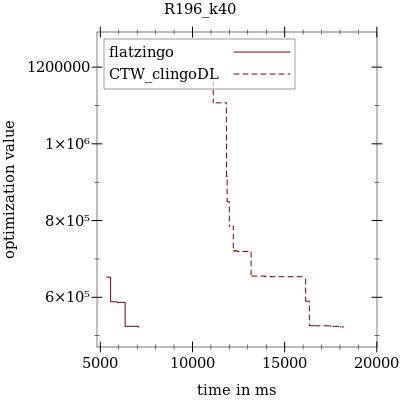 R196_k40
flatzingo
CTW_clingoDL
1200000
1×10⁶
8×10⁵
6×10⁵
optimization value
5000 10000 15000 20000
time in ms